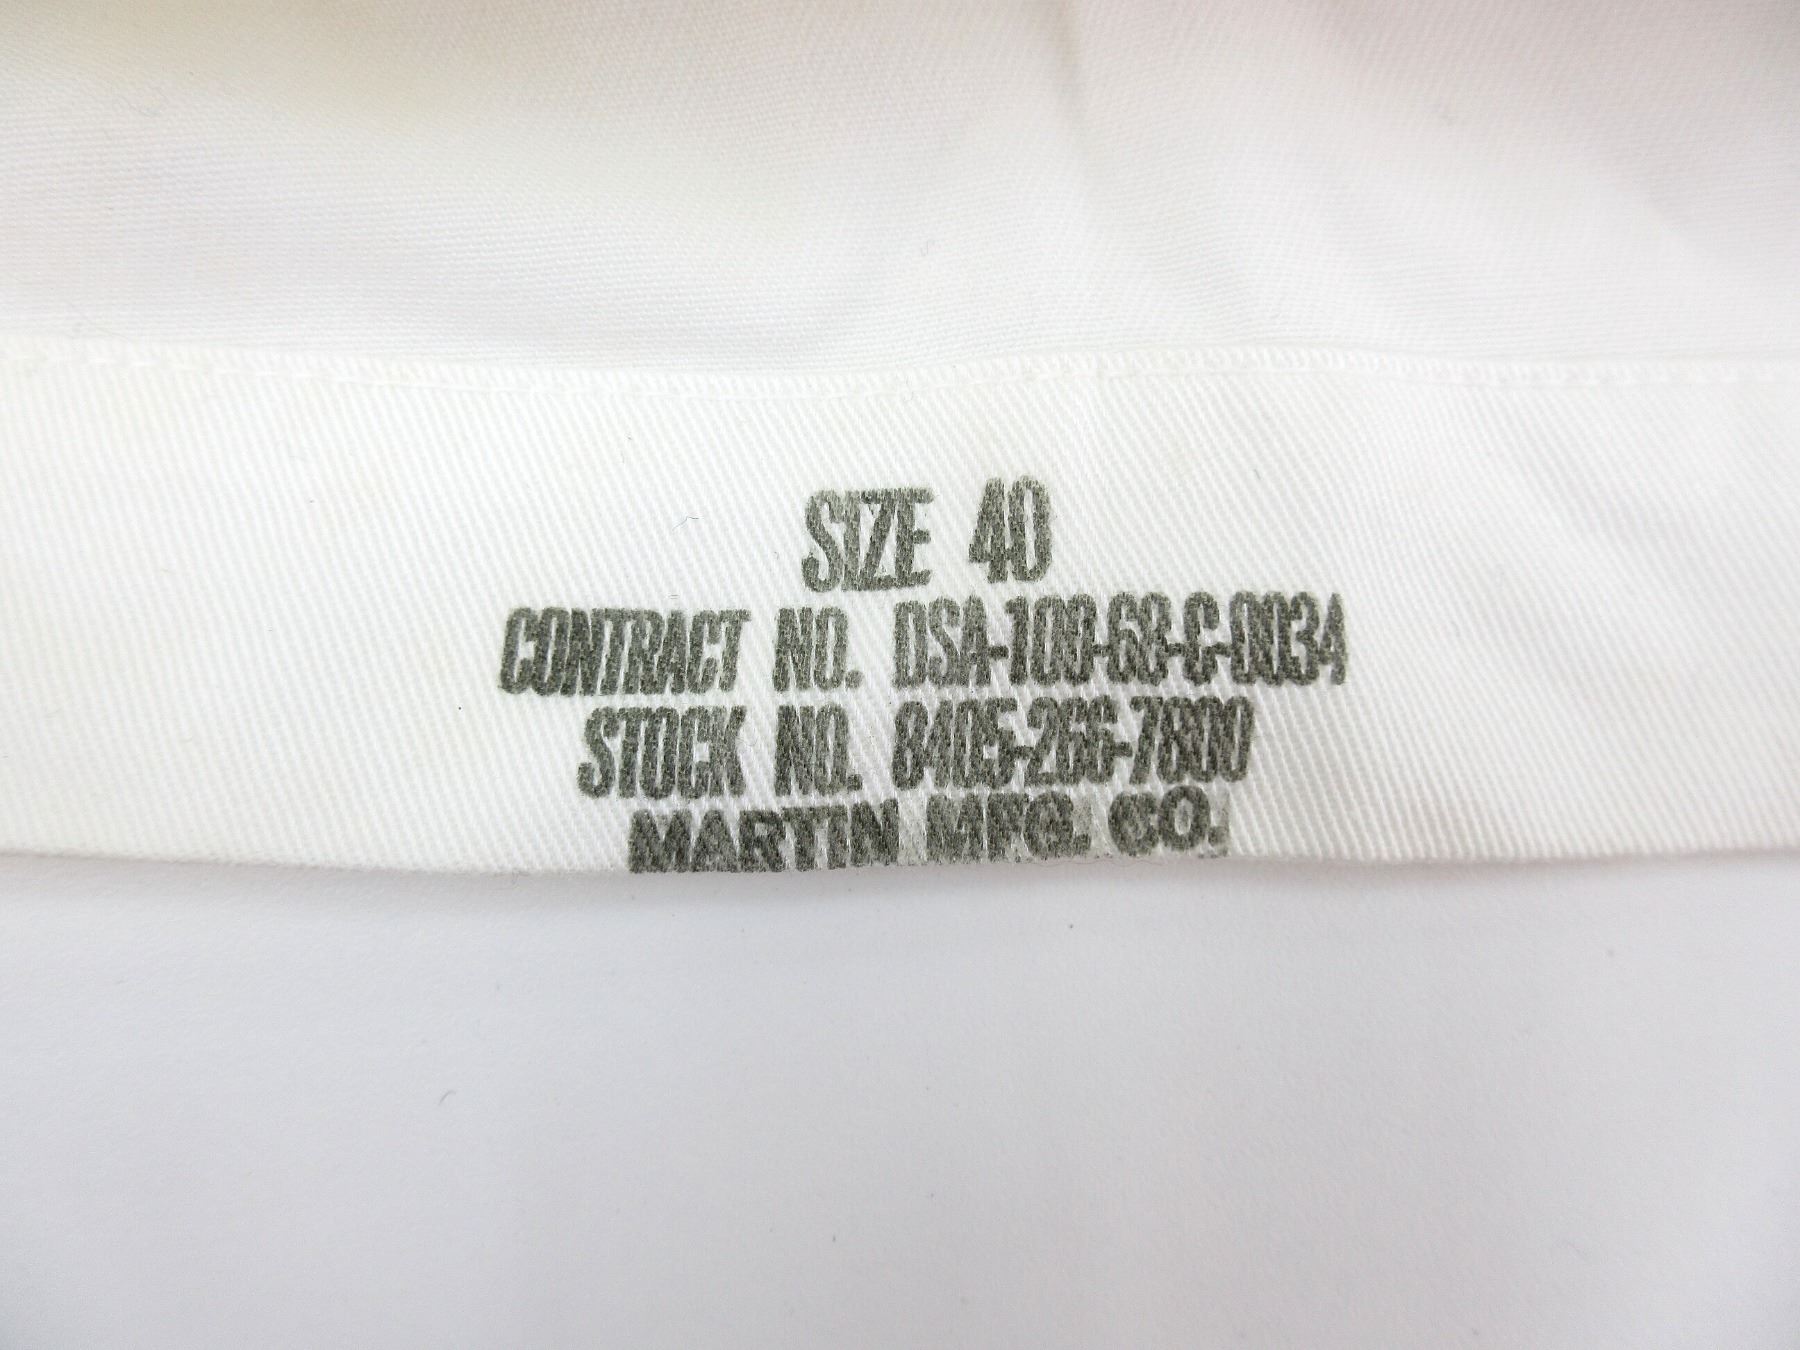 SIZE 40
CONTRACT NO. DSA-100-68-C-0034
STOCK NO. 8405-266-7800
MARTIN MFG. CO.